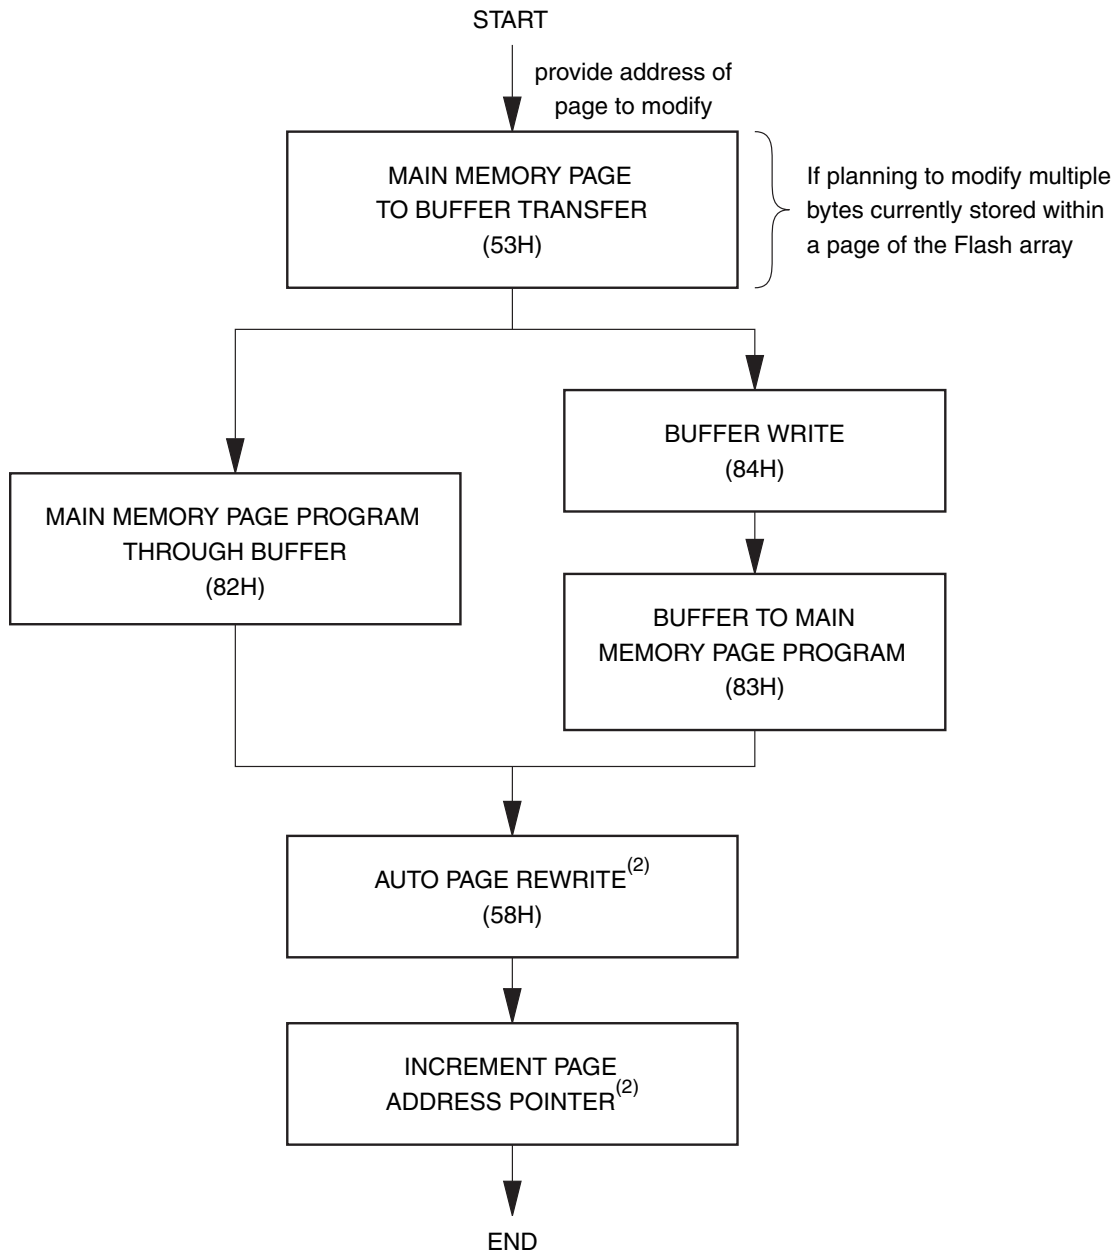 START
provide address of
page to modify
MAIN MEMORY PAGE
TO BUFFER TRANSFER
(53H)
If planning to modify multiple
bytes currently stored within
a page of the Flash array
MAIN MEMORY PAGE PROGRAM
THROUGH BUFFER
(82H)
BUFFER WRITE
(84H)
BUFFER TO MAIN
MEMORY PAGE PROGRAM
(83H)
AUTO PAGE REWRITE(2)
(58H)
INCREMENT PAGE
ADDRESS POINTER(2)
END